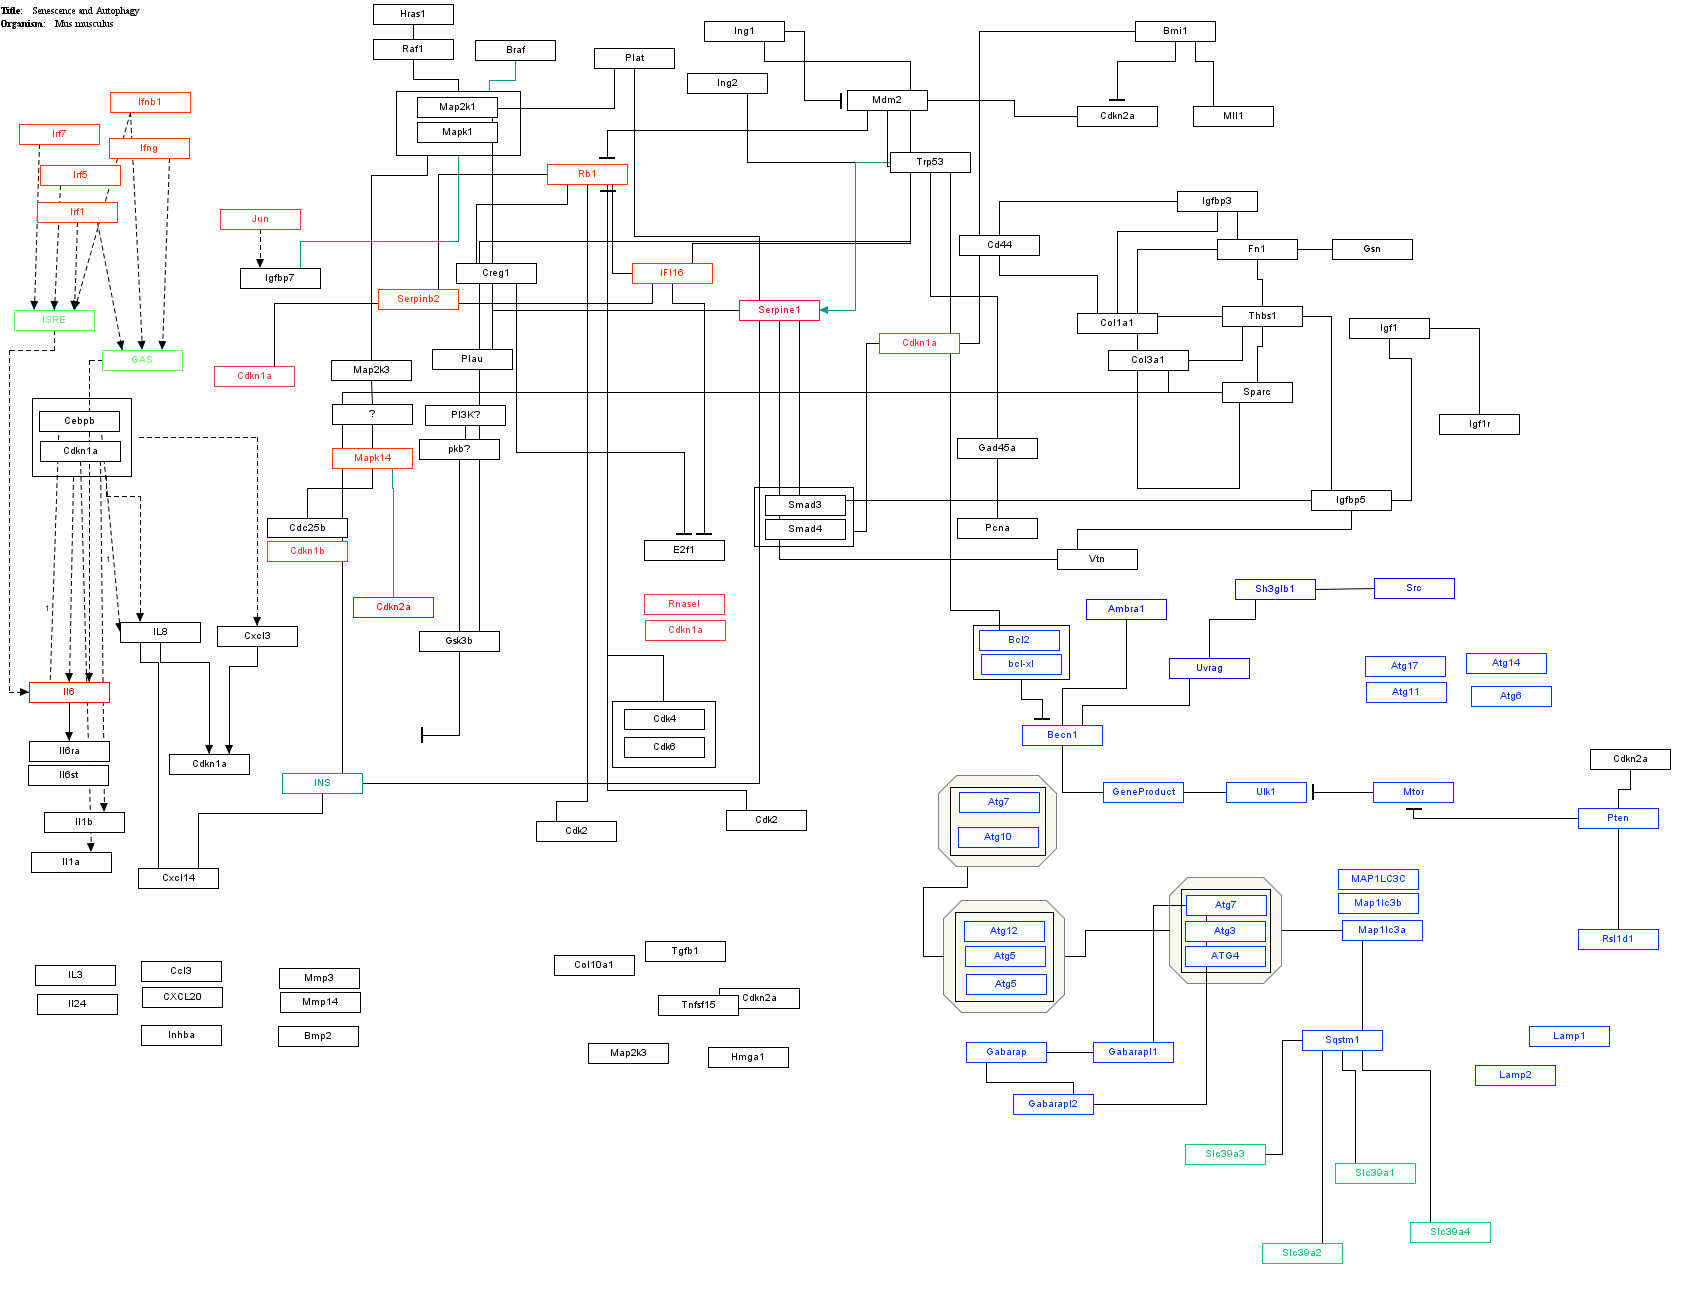 Title: Senescence and Autophagy
Organism: Mus musculus
Hras1
Raf1
Braf
Plat
Ing1
Bmi1
Ing2
Map2k1
Mdm2
Ifnb1
Cdkn2a
Mll1
Mapk1
Irf7
Ifng
Trp53
Irf5
Rb1
Igfbp3
Irf1
Jun
Cd44
Fn1
Gsn
Igfbp7
Creg1
IFI16
Serpinb2
Serpine1
Thbs1
ISRE
Col1a1
Igf1
Cdkn1a
GAS
Plau
Col3a1
Map2k3
Cdkn1a
Sparc
?
PI3K?
Cebpb
Igf1r
Cdkn1a
pkb?
Gad45a
Mapk14
Igfbp5
Smad3
Cdc25b
Smad4
Pcna
Cdkn1b
E2f1
Vtn
1
Sh3glb1
Src
Rnasel
1
Cdkn2a
Ambra1
IL8
Cdkn1a
Cxcl3
Gsk3b
Bcl2
bcl-xl
Uvrag
Atg17
Atg14
Il6
Atg11
Atg6
Cdk4
Becn1
Il6ra
Cdk6
Cdkn1a
Cdkn2a
Il6st
INS
GeneProduct
Ulk1
Mtor
Atg7
Il1b
Cdk2
Cdk2
Pten
Atg10
Il1a
Cxcl14
MAP1LC3C
Atg7
Map1lc3b
Atg12
Atg3
Map1lc3a
Rsl1d1
Tgfb1
Atg5
ATG4
Col10a1
IL3
Ccl3
Mmp3
Atg5
Il24
CXCL20
Mmp14
Tnfsf15
Cdkn2a
Inhba
Bmp2
Sqstm1
Lamp1
Map2k3
Hmga1
Gabarap
Gabarapl1
Lamp2
Gabarapl2
Slc39a3
Slc39a1
Slc39a4
Slc39a2